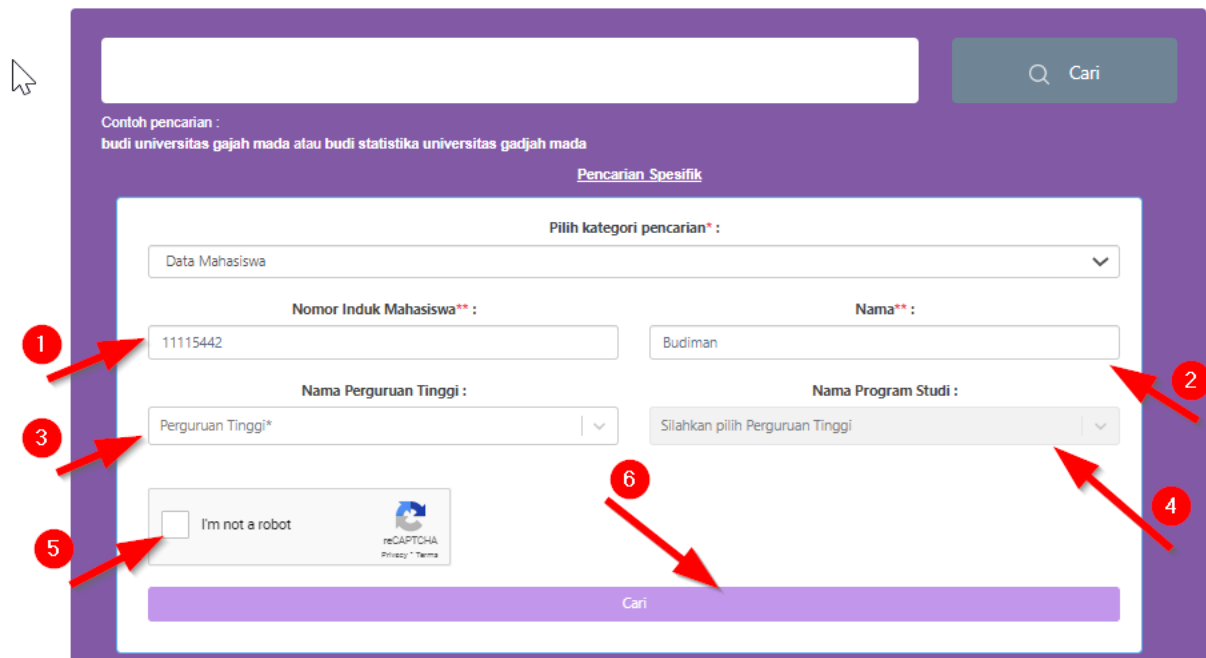 Cari
Contoh pencarian :
budi universitas gajah mada atau budi statistika universitas gadjah mada
Pencarian Spesifik
Pilih kategori pencarian* :
Data Mahasiswa
Nomor Induk Mahasiswa** :
Nama** :
1
11115442
Budiman
2
Nama Perguruan Tinggi :
Nama Program Studi :
3
Perguruan Tinggi*
Silahkan pilih Perguruan Tinggi
6
4
5
I'm not a robot
reCAPTCHA
Privacy - Terms
Cari